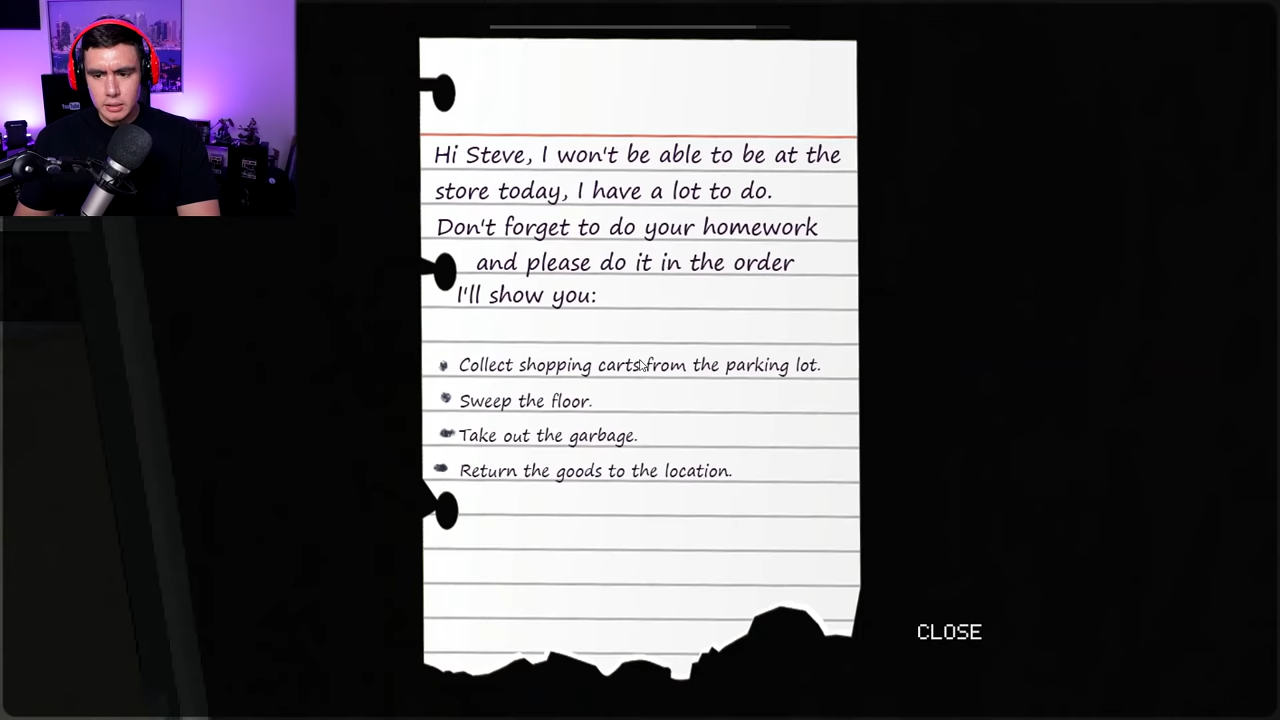 Hi Steve, I won't be able to be at the
store today, I have a lot to do.
Don't forget to do your homework
and please do it in the order
I'll show you:
Collect shopping carts from the parking lot.
Sweep the floor.
Take out the garbage.
Return the goods to the location.
CLOSE